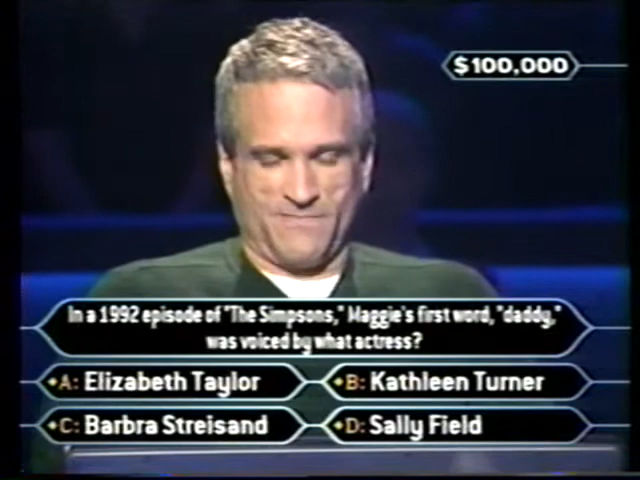 $100,000
In a 1992 episode of "The Simpsons," Maggie's first word, "daddy,"
was voiced by what actress?
A: Elizabeth Taylor
B: Kathleen Turner
C: Barbra Streisand
D: Sally Field